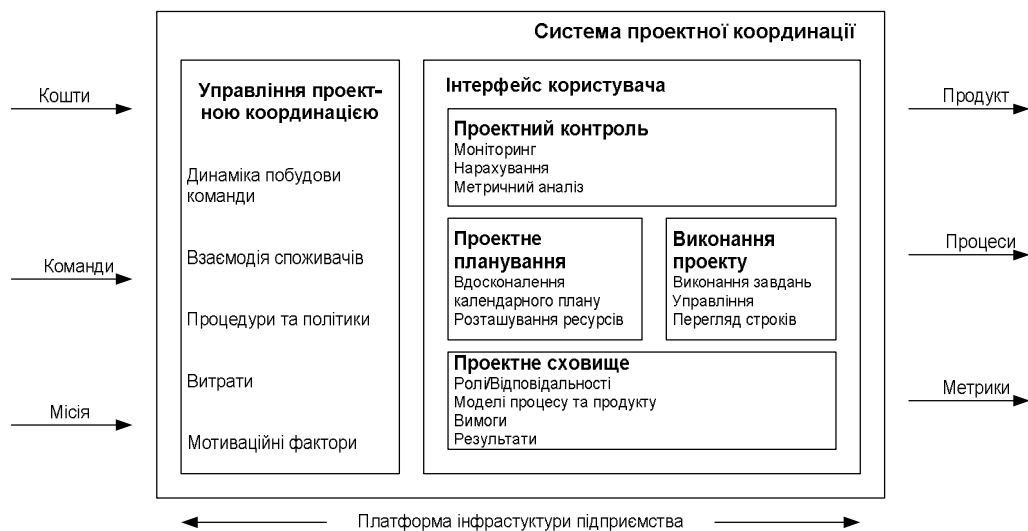 Система проектної координації
Кошти
Команди
Місія
Управління проект-
ною координацією
Динаміка побудови
команди
Взаємодія споживачів
Процедури та політики
Витрати
Мотиваційні фактори
Інтерфейс користувача
Проектний контроль
Моніторинг
Нарахування
Метричний аналіз
Проектне
планування
Вдосконалення
календарного плану
Розташування ресурсів
Виконання
проекту
Виконання завдань
Управління
Перегляд строків
Проектне сховище
Ролі/Відповідальності
Моделі процесу та продукту
Вимоги
Результати
Продукт
Процеси
Метрики
Платформа інфраструктури підприємства